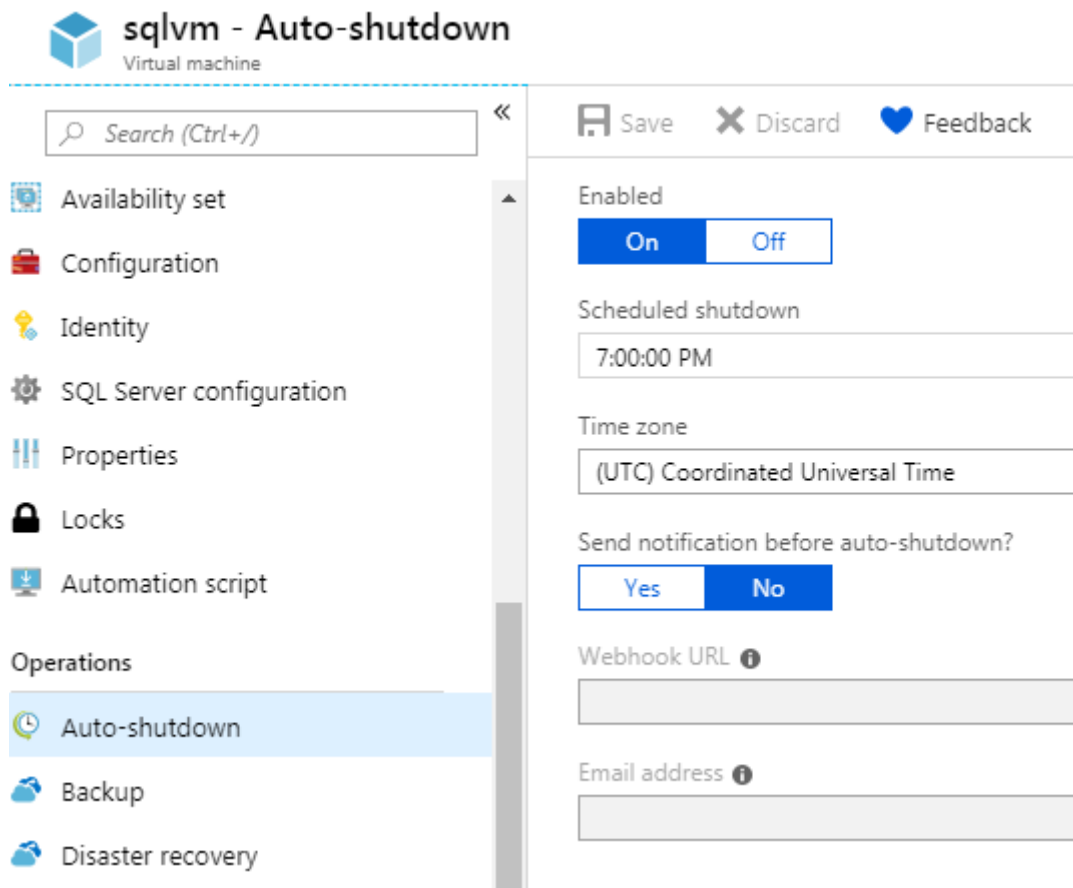 sqlvm - Auto-shutdown
Virtual machine
Search (Ctrl+/)
«
Availability set
Configuration
Identity
SQL Server configuration
Properties
Locks
Automation script
Operations
Auto-shutdown
Backup
Disaster recovery
Save Discard Feedback
Enabled
On Off
Scheduled shutdown
7:00:00 PM
Time zone
(UTC) Coordinated Universal Time
Send notification before auto-shutdown?
Yes No
Webhook URL
Email address